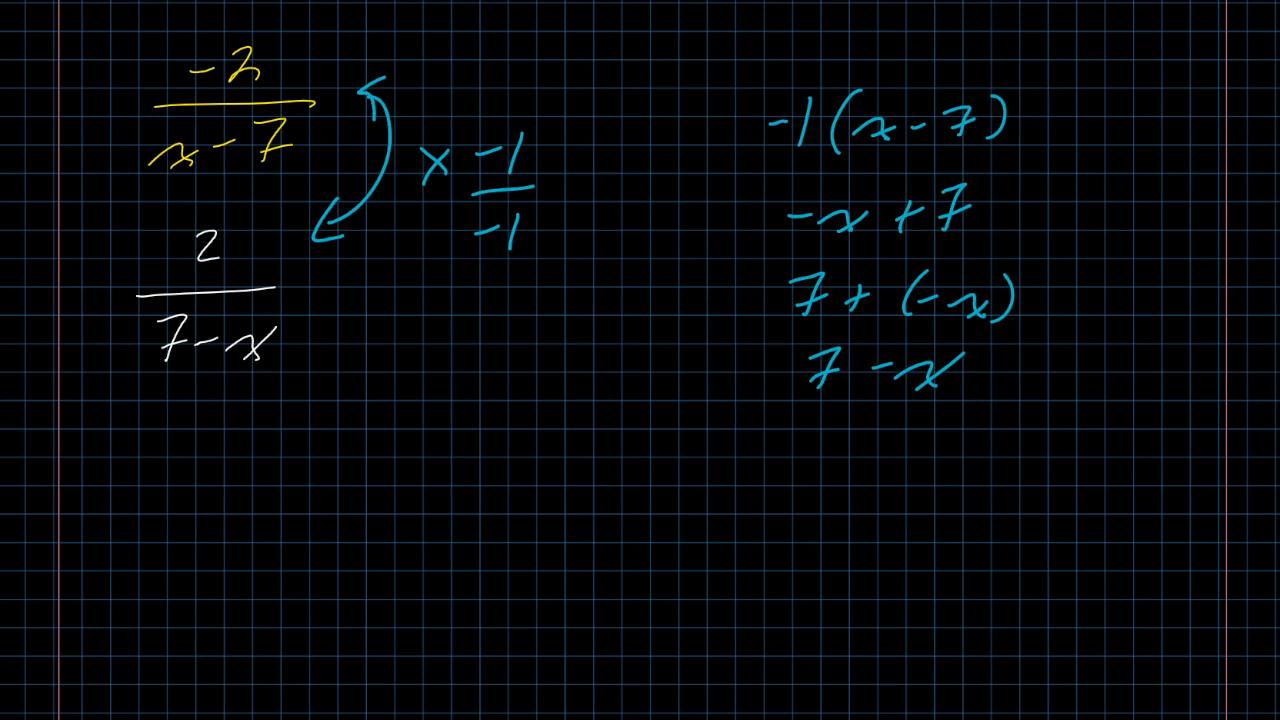 -2
x - 7
× -1
-1
2
7 - x
-1(x - 7)
-x + 7
7 + (-x)
7 - x